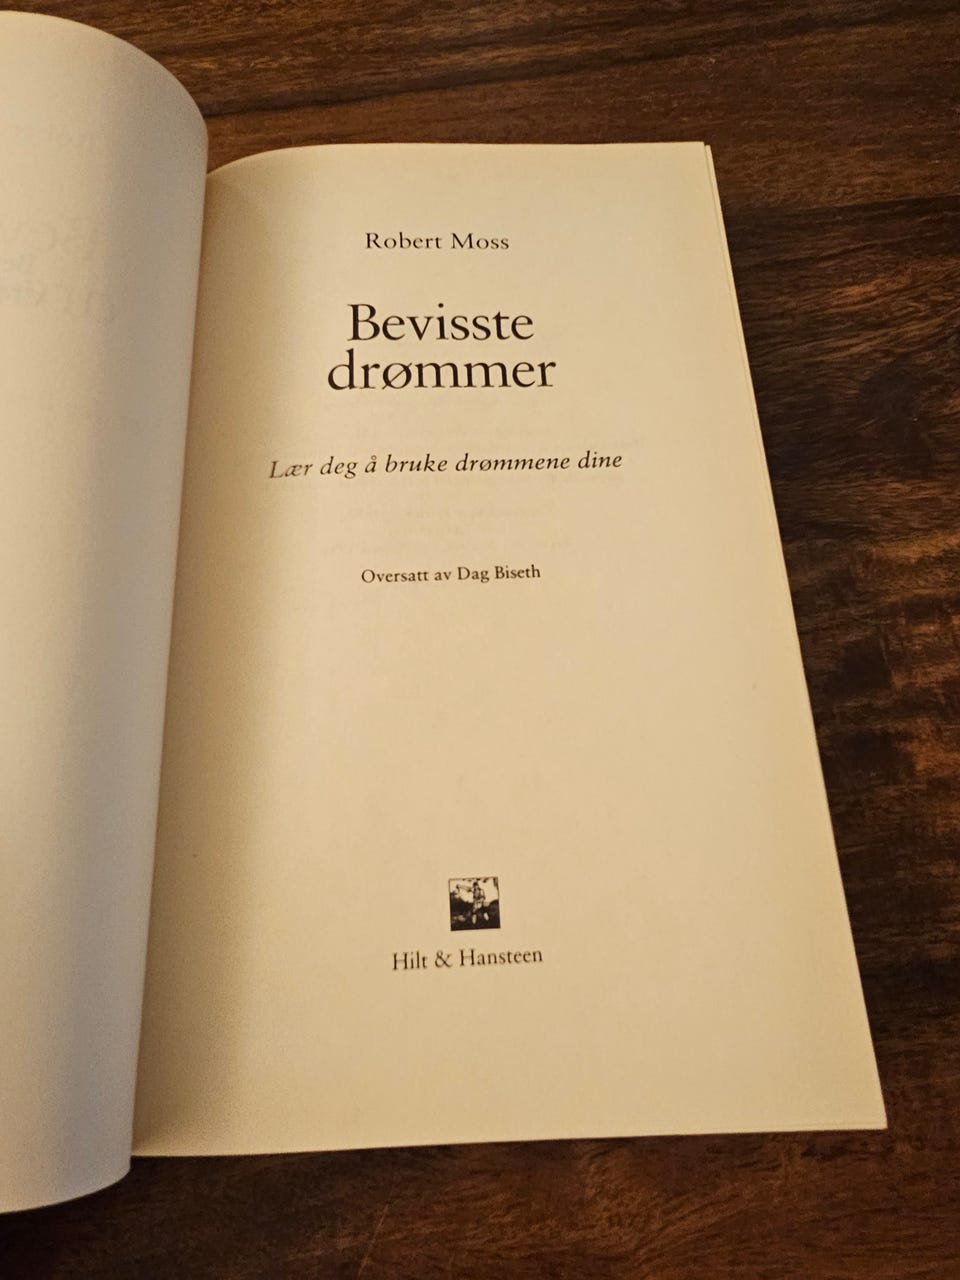 Robert Moss
Bevisste
drømmer
Lær deg å bruke drømmene dine
Oversatt av Dag Biseth
Hilt & Hansteen